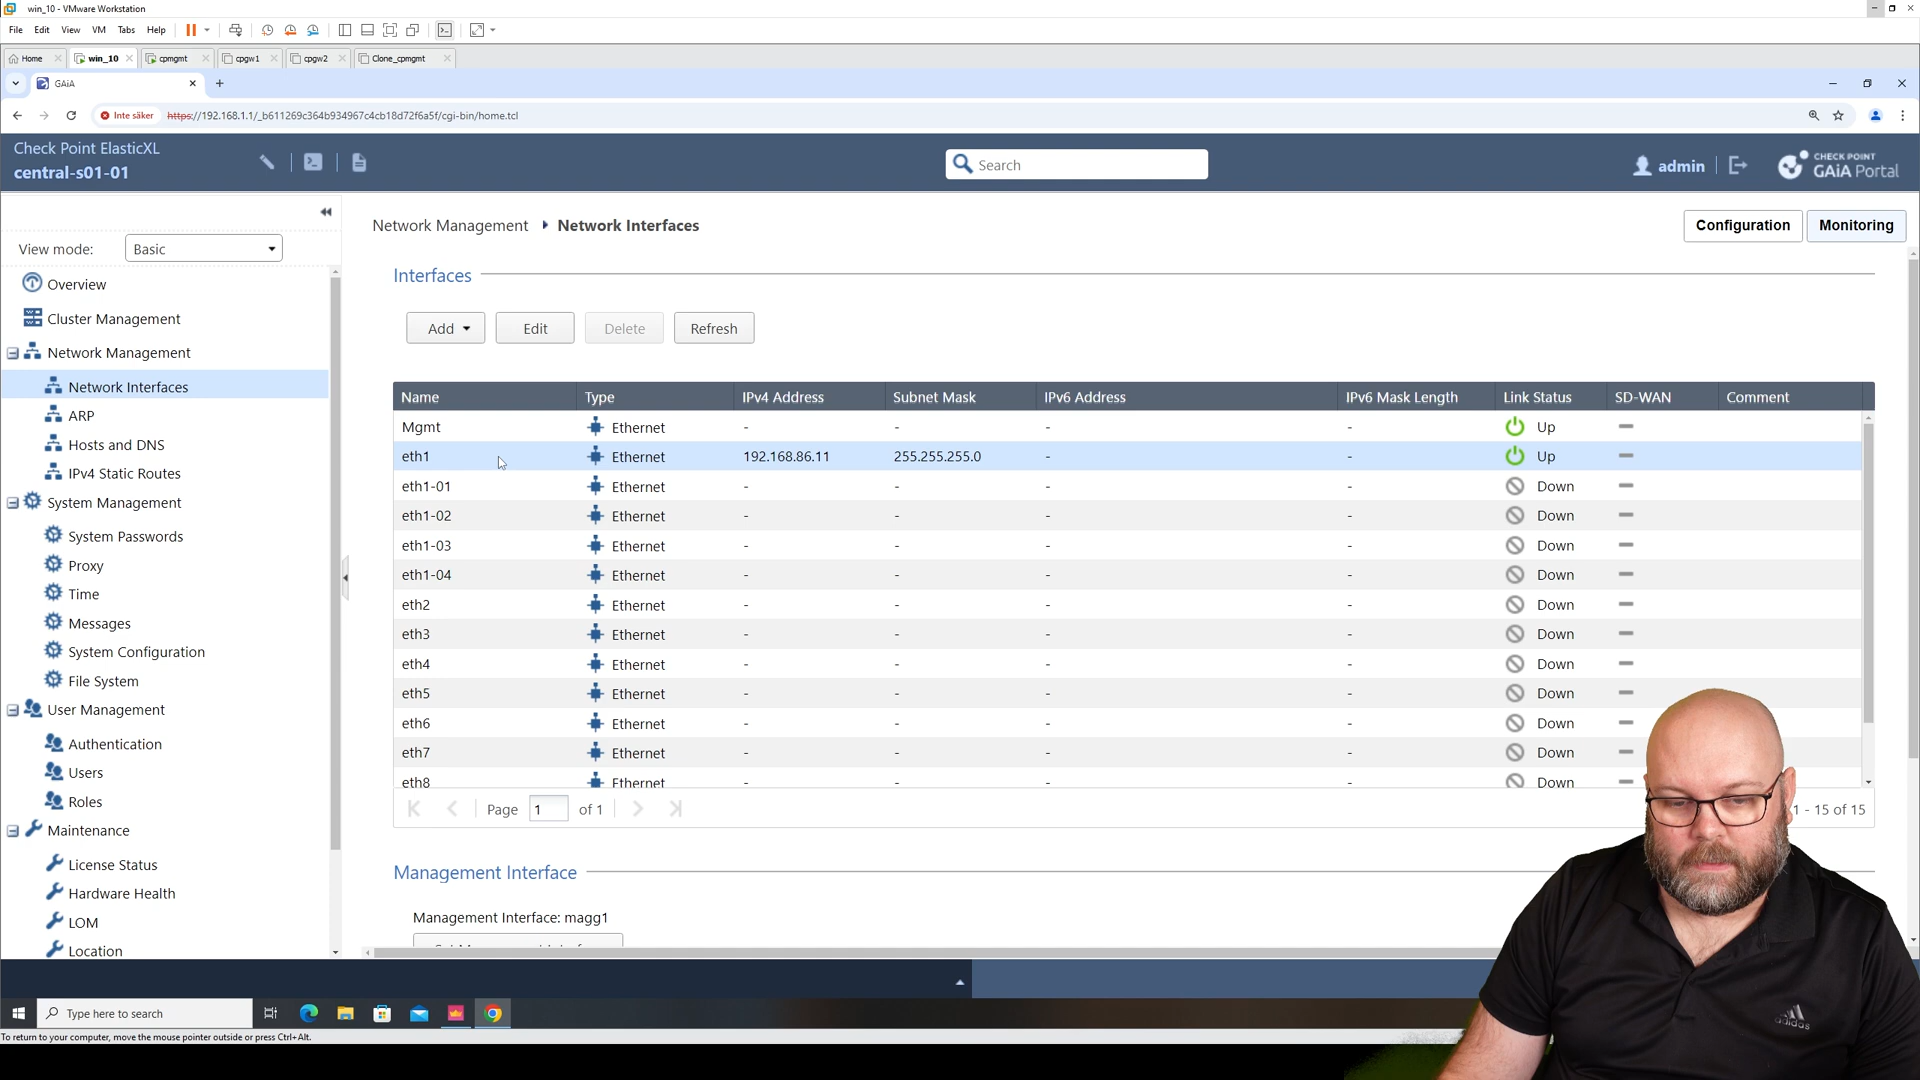 win_10 - VMware Workstation
File Edit View VM Tabs Help
Home win_10 cpmgmt cpgw1 cpgw2 Clone_cpmgmt
GAiA
Inte säker https://192.168.1.1/_b611269c364b934967c4cb18d72f6a5f/cgi-bin/home.tcl
Check Point ElasticXL
central-s01-01
Search
admin
CHECK POINT
GAiA Portal
View mode: Basic
Overview
Cluster Management
Network Management
Network Interfaces
ARP
Hosts and DNS
IPv4 Static Routes
System Management
System Passwords
Proxy
Time
Messages
System Configuration
File System
User Management
Authentication
Users
Roles
Maintenance
License Status
Hardware Health
LOM
Location
Network Management Network Interfaces
Configuration Monitoring
Interfaces
Add Edit Delete Refresh
Name Type IPv4 Address Subnet Mask IPv6 Address IPv6 Mask Length Link Status SD-WAN Comment
Mgmt Ethernet - - - - Up
eth1 Ethernet 192.168.86.11 255.255.255.0 - - Up
eth1-01 Ethernet - - - - Down
eth1-02 Ethernet - - - - Down
eth1-03 Ethernet - - - - Down
eth1-04 Ethernet - - - - Down
eth2 Ethernet - - - - Down
eth3 Ethernet - - - - Down
eth4 Ethernet - - - - Down
eth5 Ethernet - - - - Down
eth6 Ethernet - - - - Down
eth7 Ethernet - - - - Down
eth8 Ethernet - - - - Down
Page 1 of 1
1 - 15 of 15
Management Interface
Management Interface: magg1
Type here to search
To return to your computer, move the mouse pointer outside or press Ctrl+Alt.
adidas